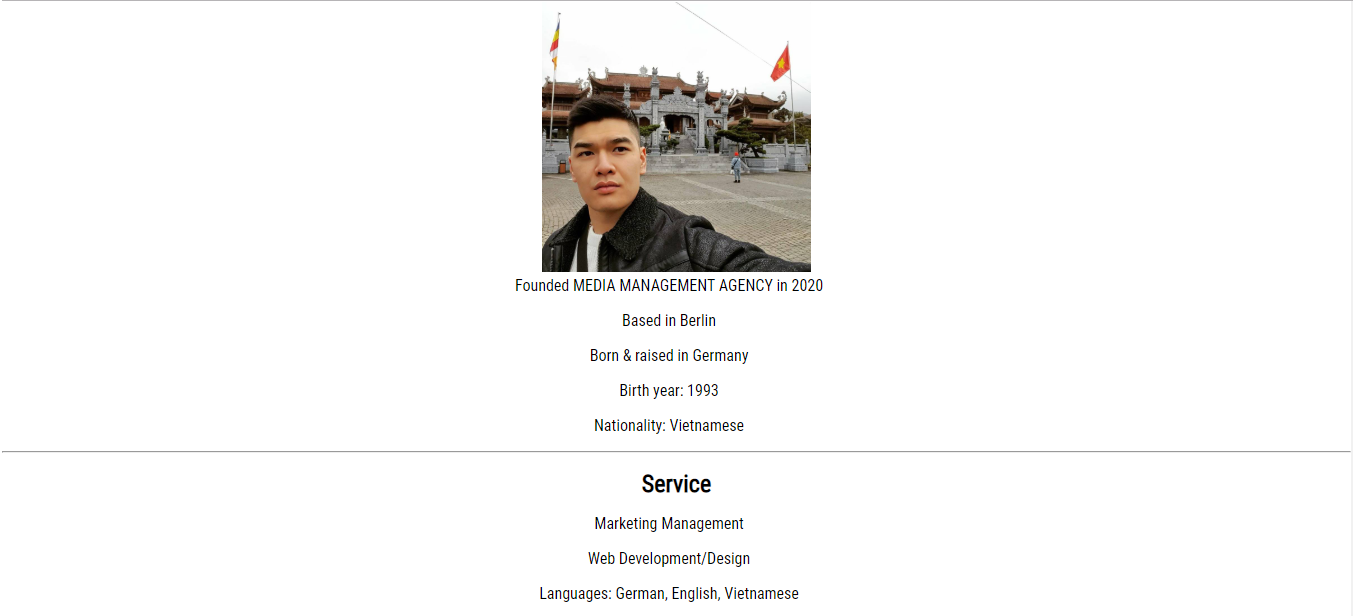 Founded MEDIA MANAGEMENT AGENCY in 2020
Based in Berlin
Born & raised in Germany
Birth year: 1993
Nationality: Vietnamese
Service
Marketing Management
Web Development/Design
Languages: German, English, Vietnamese